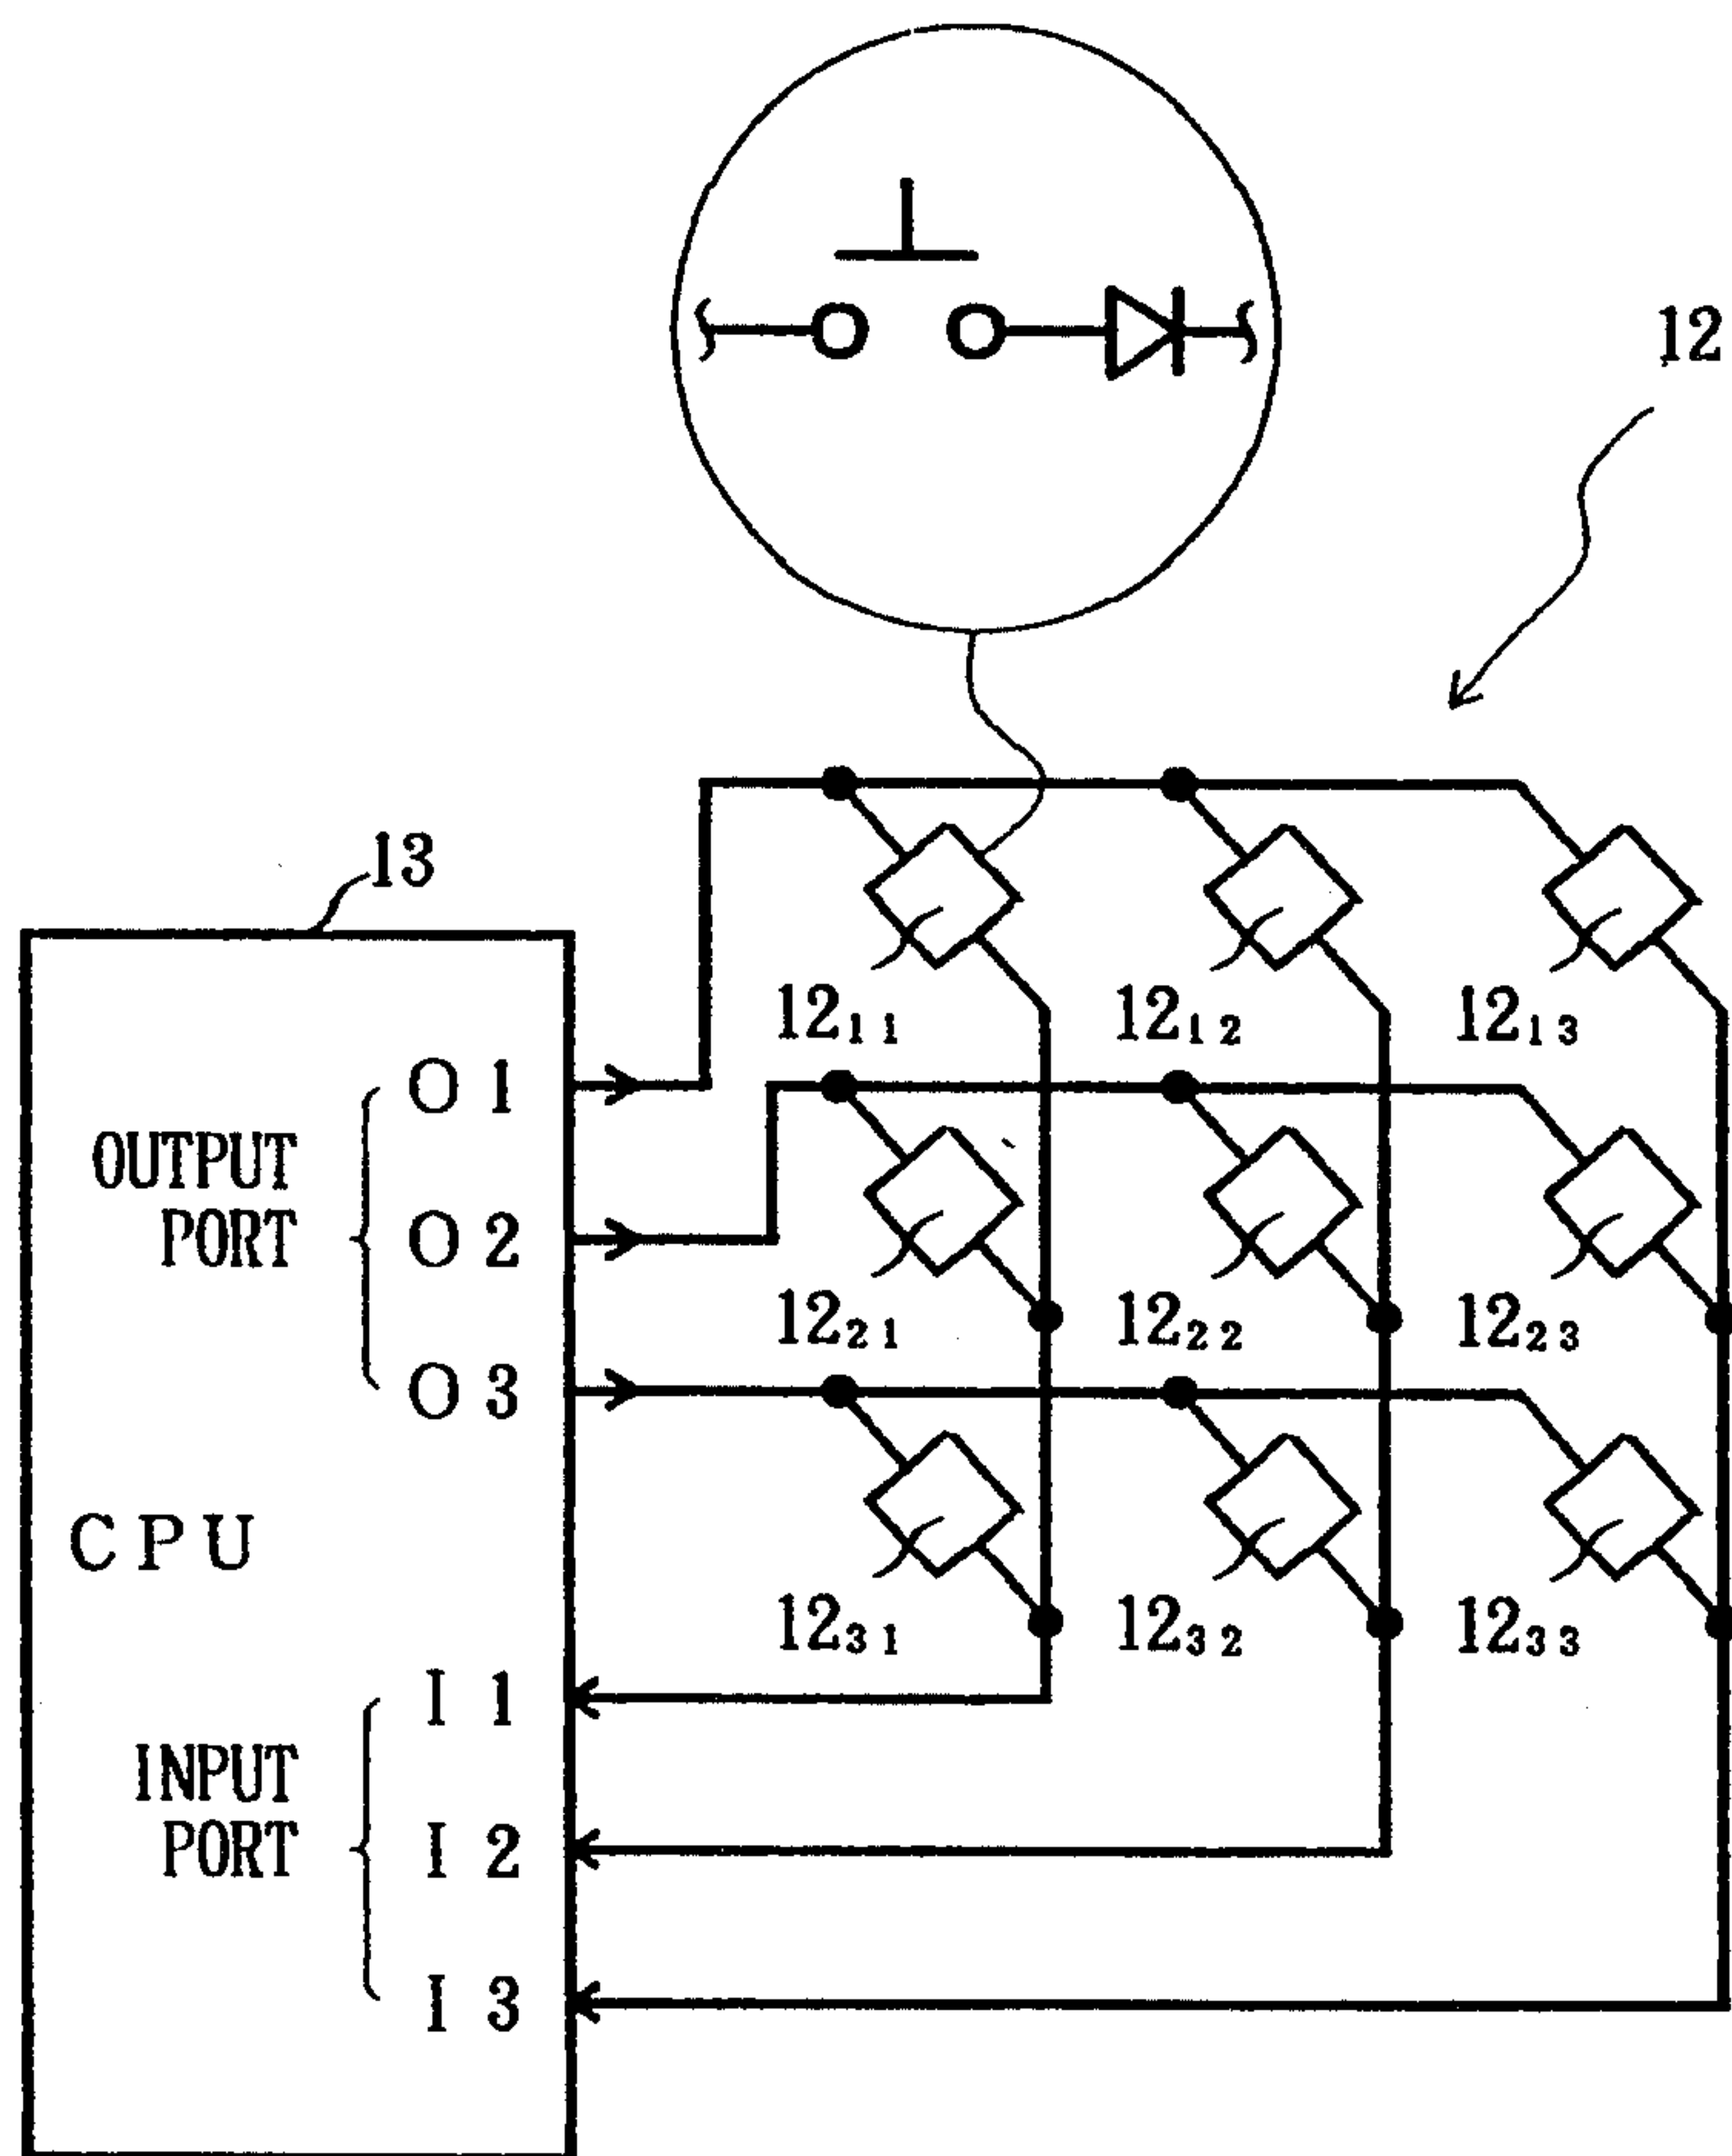 12
13
12₁₁ 12₁₂ 12₁₃
O 1
OUTPUT
PORT
O 2
12₂₁ 12₂₂ 12₂₃
O 3
CPU
12₃₁ 12₃₂ 12₃₃
I 1
INPUT
PORT
I 2
I 3